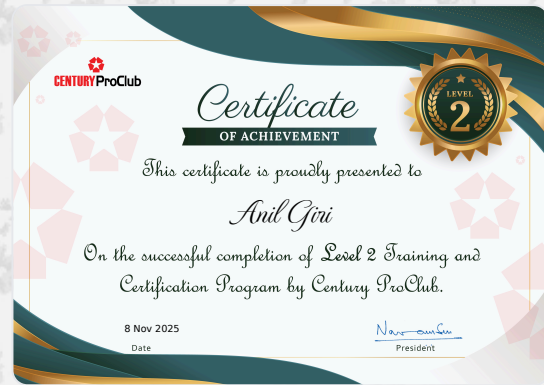 CENTURY ProClub
Certificate
OF ACHIEVEMENT
LEVEL
2
This certificate is proudly presented to
Anil Giri
On the successful completion of Level 2 Training and
Certification Program by Century ProClub.
8 Nov 2025
Date
President